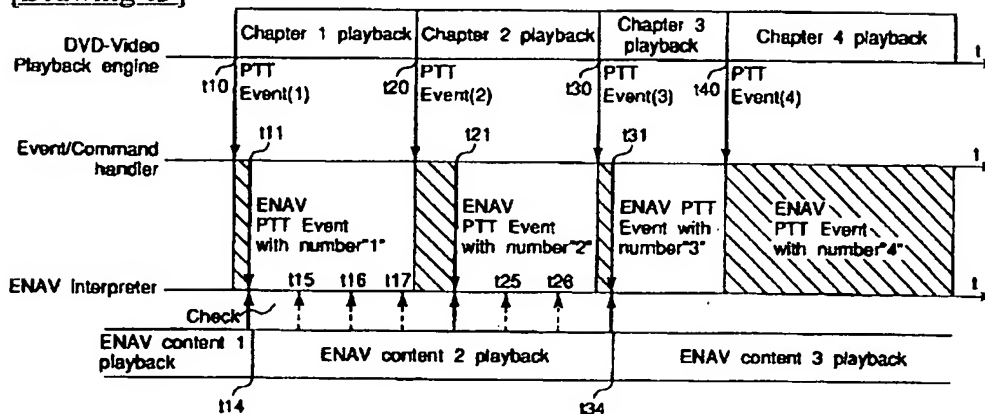 DVD-Video
Playback engine
Chapter 1 playback
Chapter 2 playback
Chapter 3
playback
Chapter 4 playback
t
t10
PTT
Event(1)
t20
PTT
Event(2)
t30
PTT
Event(3)
t40
PTT
Event(4)
t11
t21
t31
Event/Command
handler
t
ENAV
PTT Event
with number"1"
ENAV
PTT Event
with number"2"
ENAV PTT
Event with
number"3"
ENAV
PTT Event
with number"4"
ENAV Interpreter
t15
t16
t17
t25
t26
t
Check
ENAV content 1
playback
ENAV content 2 playback
ENAV content 3 playback
t14
t34